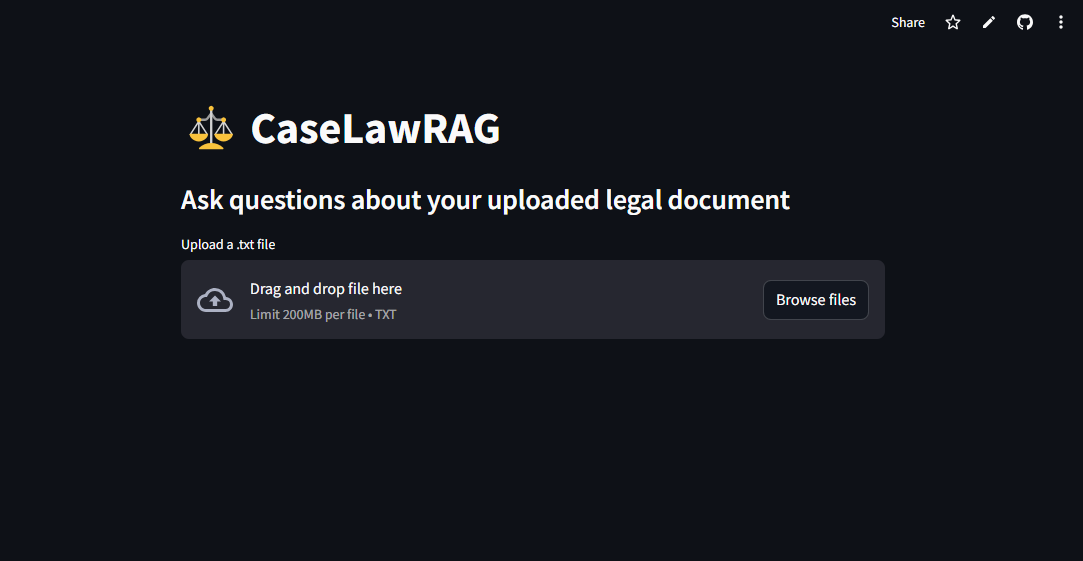 Share
CaseLawRAG
Ask questions about your uploaded legal document
Upload a .txt file
Drag and drop file here
Limit 200MB per file • TXT
Browse files